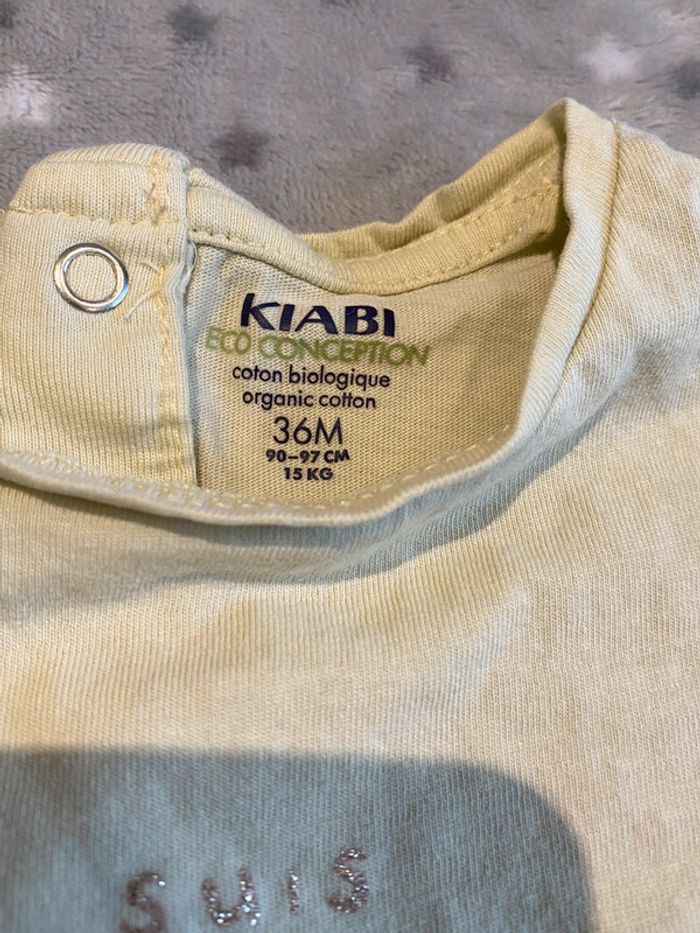 KIABI
ECO CONCEPTION
coton biologique
organic cotton
36M
90-97 CM
15 KG
SUIS